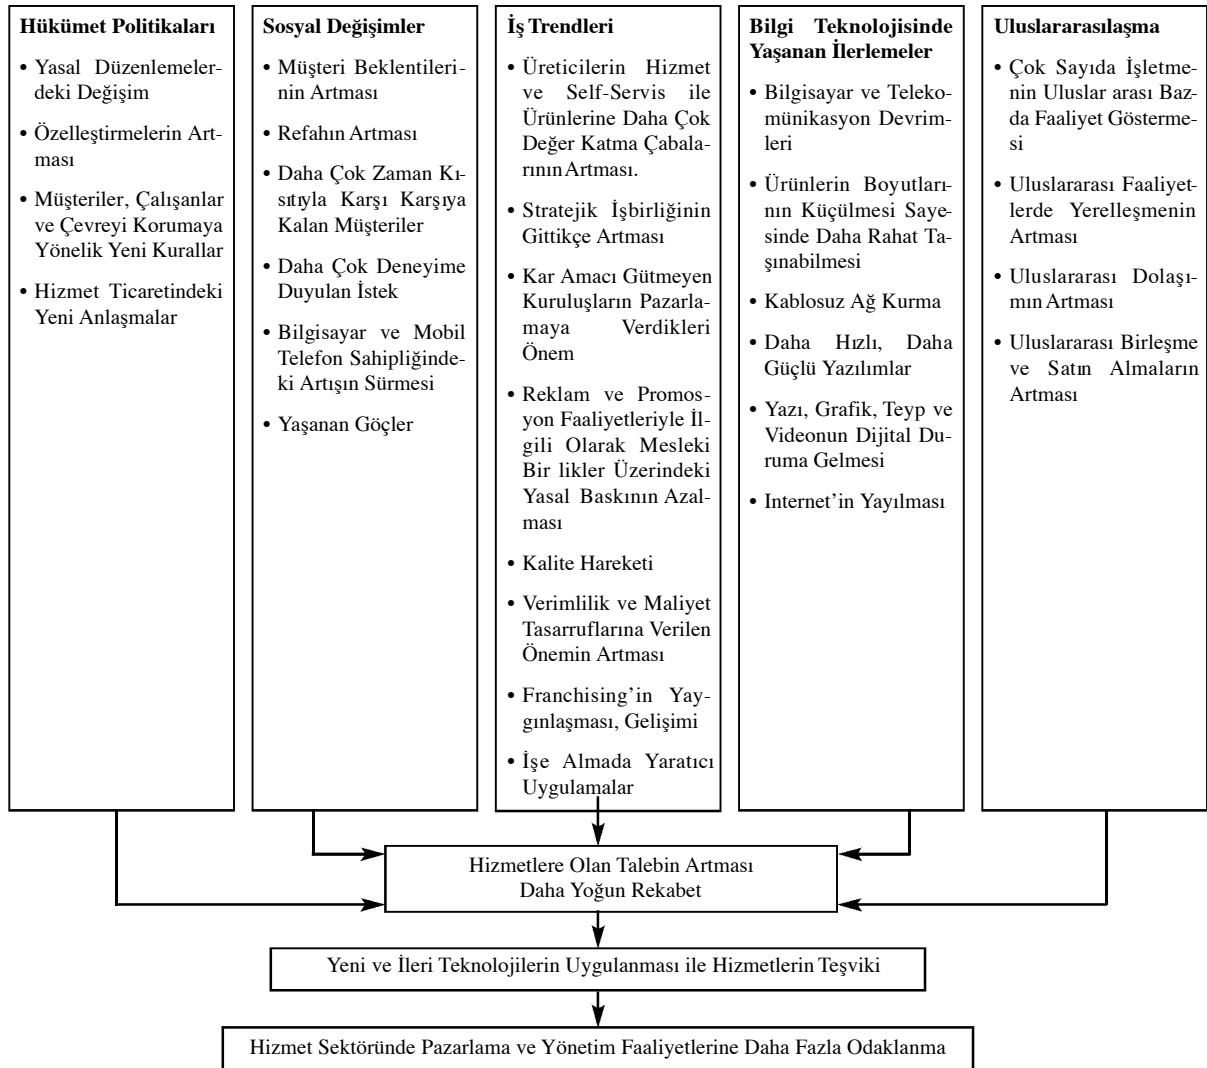 Hükümet Politikaları
• Yasal Düzenlemeler-
deki Değişim
• Özelleştirmelerin Art-
ması
• Müşteriler, Çalışanlar
ve Çevreyi Korumaya
Yönelik Yeni Kurallar
• Hizmet Ticaretindeki
Yeni Anlaşmalar
Sosyal Değişimler
• Müşteri Beklentileri-
nin Artması
• Refahın Artması
• Daha Çok Zaman Kı-
sıtıyla Karşı Karşıya
Kalan Müşteriler
• Daha Çok Deneyime
Duyulan İstek
• Bilgisayar ve Mobil
Telefon Sahipliğinde-
ki Artışın Sürmesi
• Yaşanan Göçler
İş Trendleri
• Üreticilerin Hizmet
ve Self-Servis ile
Ürünlerine Daha Çok
Değer Katma Çabala-
rının Artması.
• Stratejik İşbirliğinin
Gittikçe Artması
• Kar Amacı Gütmeyen
Kuruluşların Pazarla-
maya Verdikleri
Önem
• Reklam ve Promos-
yon Faaliyetleriyle İl-
gili Olarak Mesleki
Bir likler Üzerindeki
Yasal Baskının Azal-
ması
• Kalite Hareketi
• Verimlilik ve Maliyet
Tasarruflarına Verilen
Önemin Artması
• Franchising’in Yay-
gınlaşması, Gelişimi
• İşe Almada Yaratıcı
Uygulamalar
Bilgi Teknolojisinde
Yaşanan İlerlemeler
• Bilgisayar ve Teleko-
münikasyon Devrim-
leri
• Ürünlerin Boyutları-
nın Küçülmesi Saye-
sinde Daha Rahat Ta-
şınabilmesi
• Kablosuz Ağ Kurma
• Daha Hızlı, Daha
Güçlü Yazılımlar
• Yazı, Grafik, Teyp ve
Videonun Dijital Du-
ruma Gelmesi
• Internet’in Yayılması
Uluslararasılaşma
• Çok Sayıda İşletme-
nin Uluslar arası Baz-
da Faaliyet Gösterme-
si
• Uluslararası Faaliyet-
lerde Yerelleşmenin
Artması
• Uluslararası Dolaşı-
mın Artması
• Uluslararası Birleşme
ve Satın Almaların
Artması
Hizmetlere Olan Talebin Artması
Daha Yoğun Rekabet
Yeni ve İleri Teknolojilerin Uygulanması ile Hizmetlerin Teşviki
Hizmet Sektöründe Pazarlama ve Yönetim Faaliyetlerine Daha Fazla Odaklanma